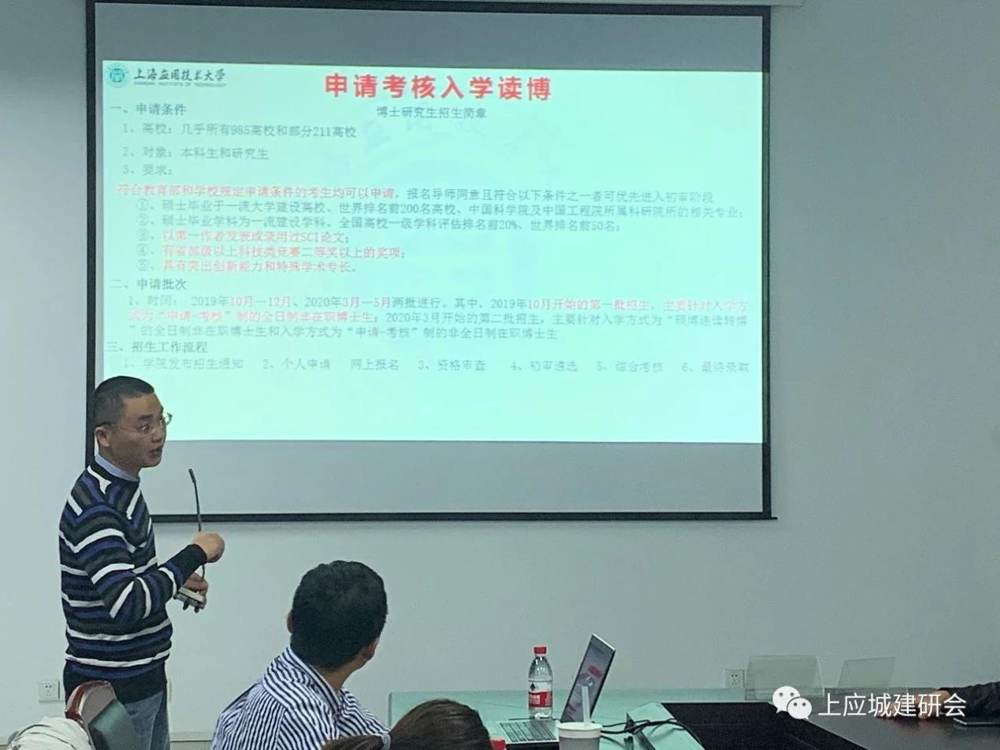 上海应用技术大学
SHANGHAI INSTITUTE OF TECHNOLOGY
申请考核入学读博
博士研究生招生简章
一、申请条件
1、高校：几乎所有985高校和部分211高校
2、对象：本科生和研究生
3、要求：
符合教育部和学校规定申请条件的考生均可以申请。报名导师同意且符合以下条件之一者可优先进入初审阶段
①、硕士毕业于一流大学建设高校、世界排名前200名高校、中国科学院及中国工程院所属科研院所的相关专业；
②、硕士毕业学科为一流建设学科、全国高校一级学科评估排名前20%、世界排名前50名；
③、以第一作者发表或录用过SCI论文；
④、有省部级以上科技类竞赛二等奖以上的奖项；
⑤、具有突出创新能力和特殊学术专长。
二、申请批次
1、时间： 2019年10月—12月、2020年3月—5月两批进行。其中，2019年10月开始的第一批招生，主要针对入学方
式为“申请-考核”制的全日制非在职博士生；2020年3月开始的第二批招生，主要针对入学方式为“硕博连读转博
”的全日制非在职博士生和入学方式为“申请-考核”制的非全日制在职博士生
三、招生工作流程
1、学院发布招生通知 2、个人申请 网上报名 3、资格审查 4、初审遴选 5、综合考核 6、最终录取
上应城建研会